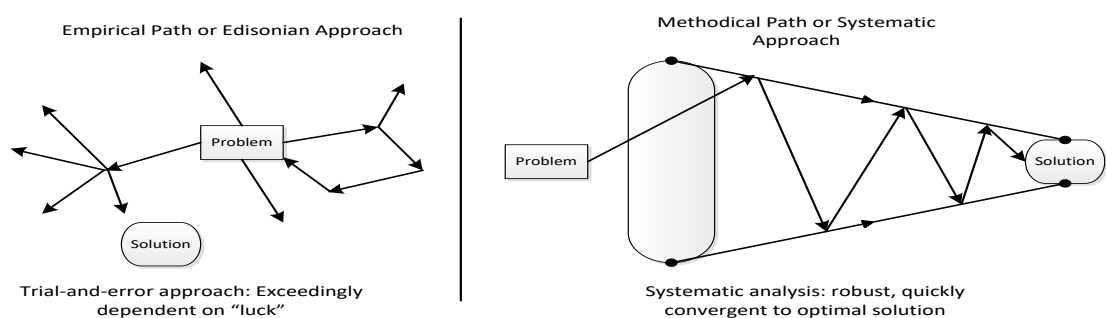 Empirical Path or Edisonian Approach
Problem
Solution
Trial-and-error approach: Exceedingly
dependent on “luck”
Methodical Path or Systematic
Approach
Problem
Solution
Systematic analysis: robust, quickly
convergent to optimal solution